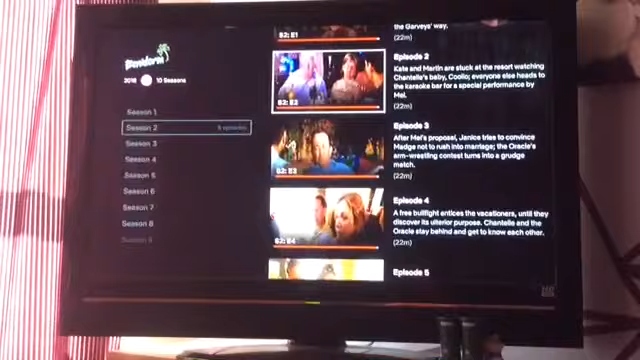 Benidorm
2018
10 Seasons
Season 1
Season 2
6 episodes
Season 3
Season 4
Season 5
Season 6
Season 7
Season 8
Season 9
S2: E1
the Garveys' way.
(22m)
S2: E2
Episode 2
Kate and Martin are stuck at the resort watching
Chantelle's baby, Coolio; everyone else heads to
the karaoke bar for a special performance by
Mel.
(22m)
S2: E3
Episode 3
After Mel's proposal, Janice tries to convince
Madge not to rush into marriage; the Oracle's
arm-wrestling contest turns into a grudge
match.
(22m)
S2: E4
Episode 4
A free bullfight entices the vacationers, until they
discover its ulterior purpose. Chantelle and the
Oracle stay behind and get to know each other.
(22m)
Episode 5